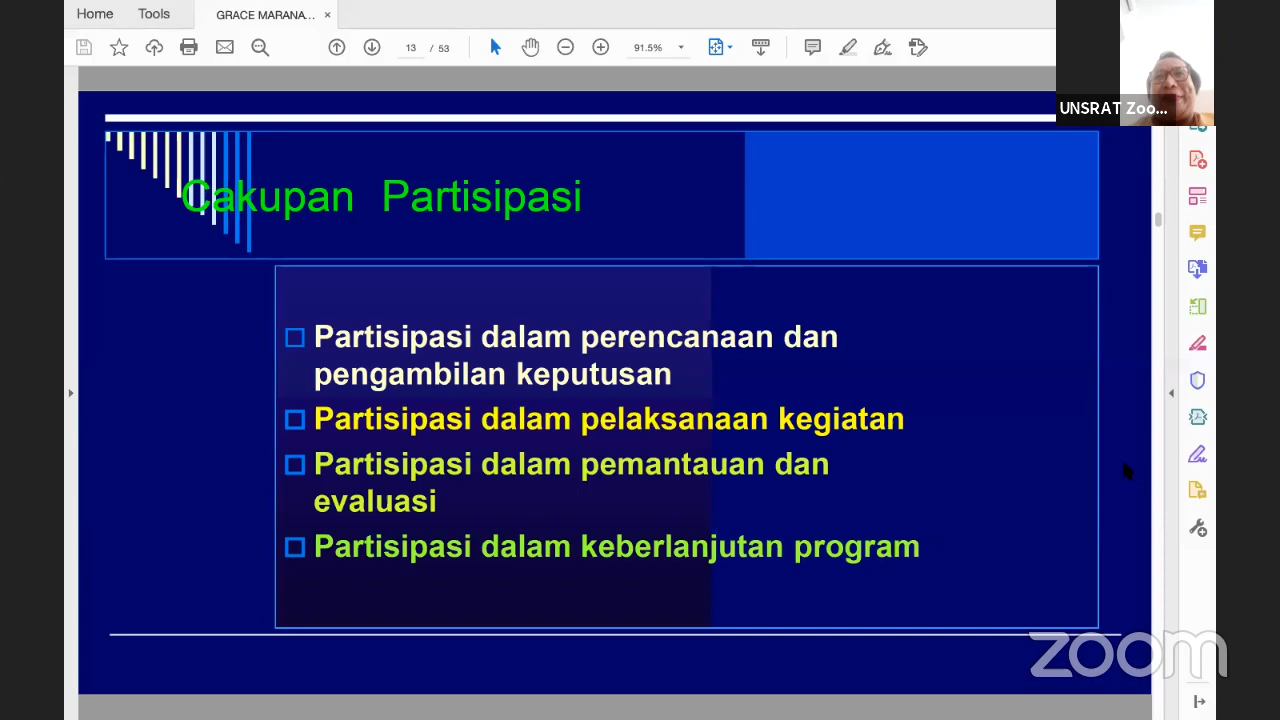 Home Tools GRACE MARANA... ×
13 / 53 91.5%
UNSRAT Zoo...
Cakupan Partisipasi
Partisipasi dalam perencanaan dan
pengambilan keputusan
Partisipasi dalam pelaksanaan kegiatan
Partisipasi dalam pemantauan dan
evaluasi
Partisipasi dalam keberlanjutan program
zoom